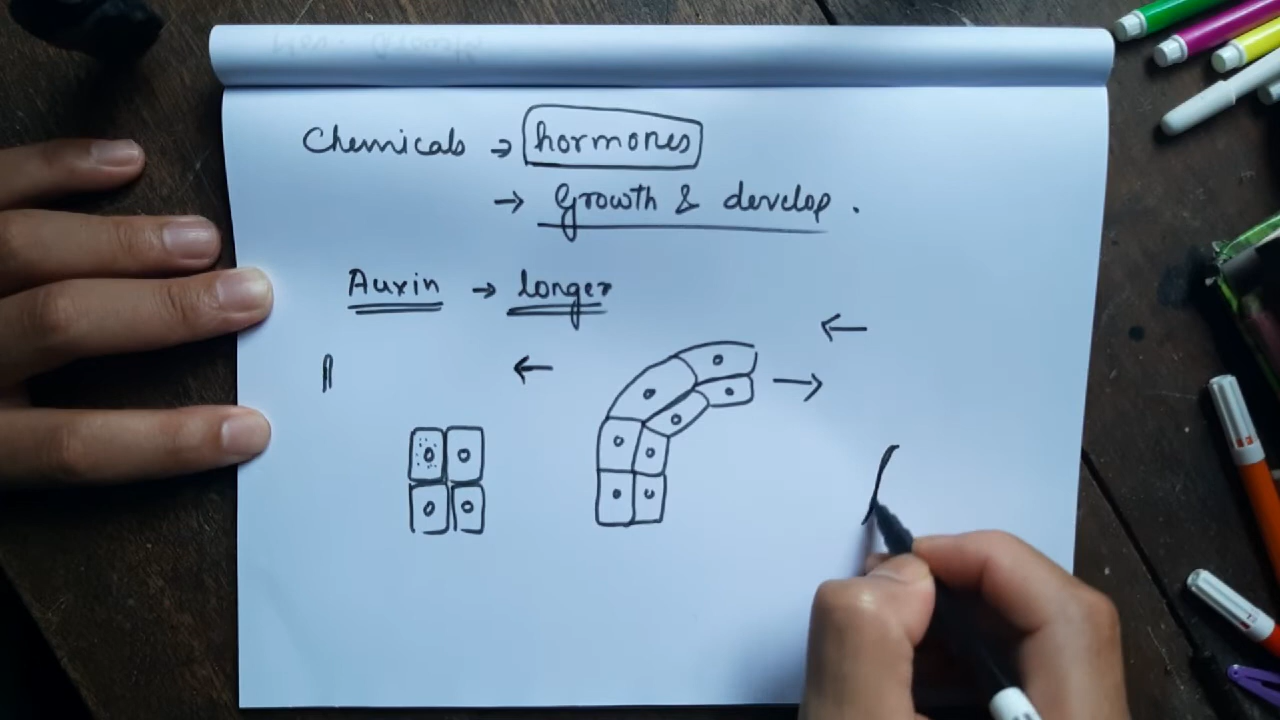 Chemicals → hormones
→ Growth & develop.
Auxin → longer